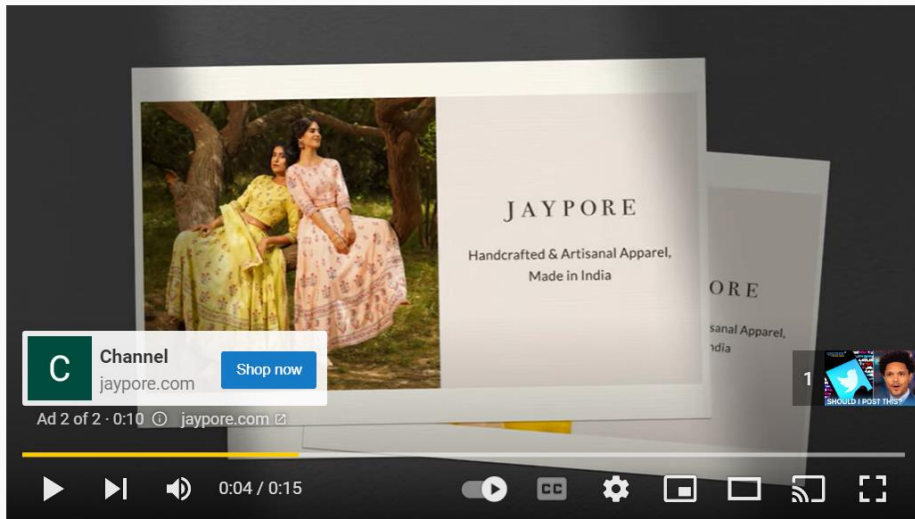 JAYPORE
Handcrafted & Artisanal Apparel,
Made in India
ORE
sanal Apparel,
ndia
C
Channel
jaypore.com
Shop now
1
SHOULD I POST THIS?
Ad 2 of 2 · 0:10 ⓘ jaypore.com
0:04 / 0:15
CC